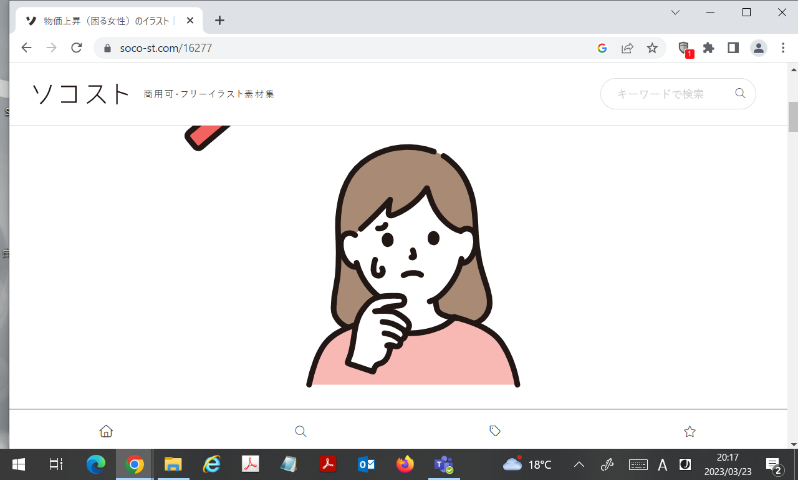 物価上昇（困る女性）のイラスト
soco-st.com/16277
1
ソコスト
商用可・フリーイラスト素材集
キーワードで検索
18℃
A
20:17
2023/03/23
2